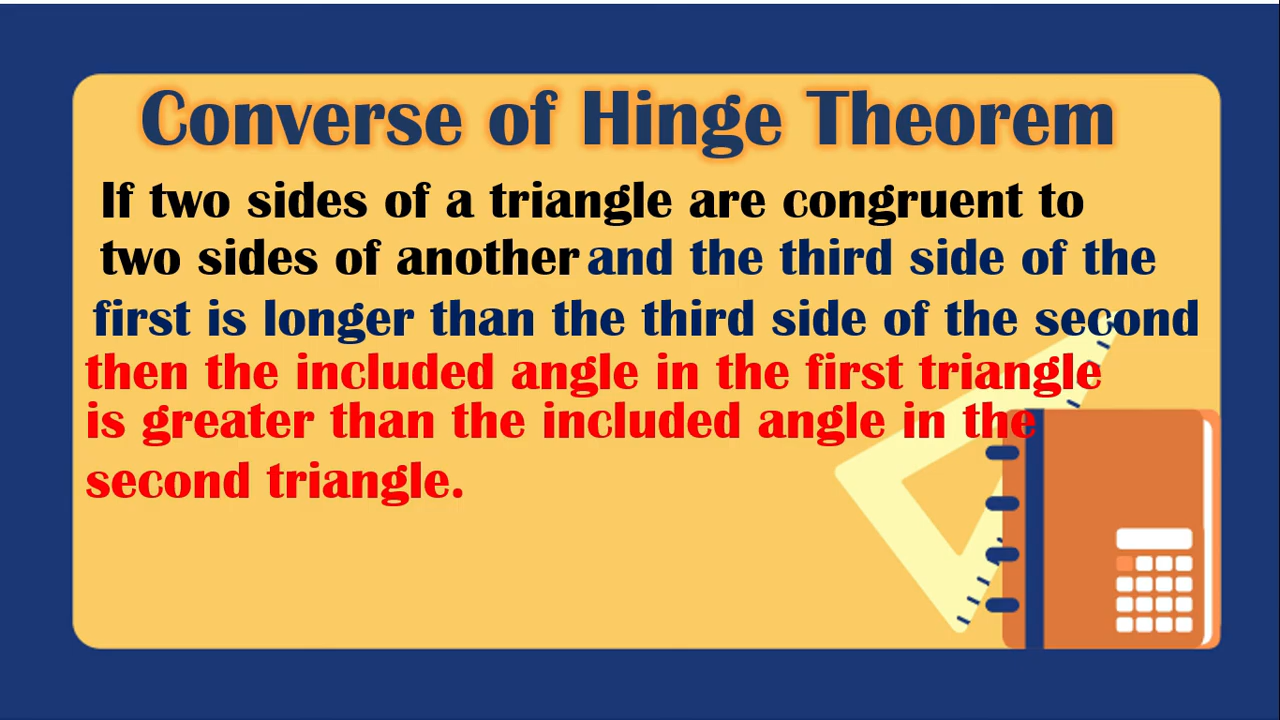 Converse of Hinge Theorem
If two sides of a triangle are congruent to
two sides of another and the third side of the
first is longer than the third side of the second
then the included angle in the first triangle
is greater than the included angle in the
second triangle.